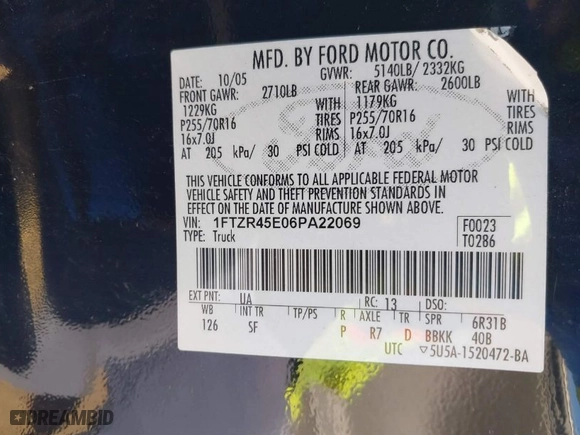 MFD. BY FORD MOTOR CO.
DATE: 10/05 GVWR: 5140LB/ 2332KG
FRONT GAWR: 2710LB REAR GAWR: 2600LB
1229KG WITH 1179KG WITH
P255/70R16 TIRES P255/70R16 TIRES
16x7.0J RIMS 16x7.0J RIMS
AT 205 kPa/ 30 PSI COLD AT 205 kPa/ 30 PSI COLD
THIS VEHICLE CONFORMS TO ALL APPLICABLE FEDERAL MOTOR
VEHICLE SAFETY AND THEFT PREVENTION STANDARDS IN
EFFECT ON THE DATE OF MANUFACTURE SHOWN ABOVE.
VIN: 1FTZR45E06PA22069 F0023
TYPE: Truck T0286
EXT PNT: UA RC: 13 DSO:
WB INT TR TP/PS R AXLE TR SPR 6R31B
126 SF P R7 D BBKK 40B
UTC ▽5U5A-1520472-BA
Ford
DREAMBID